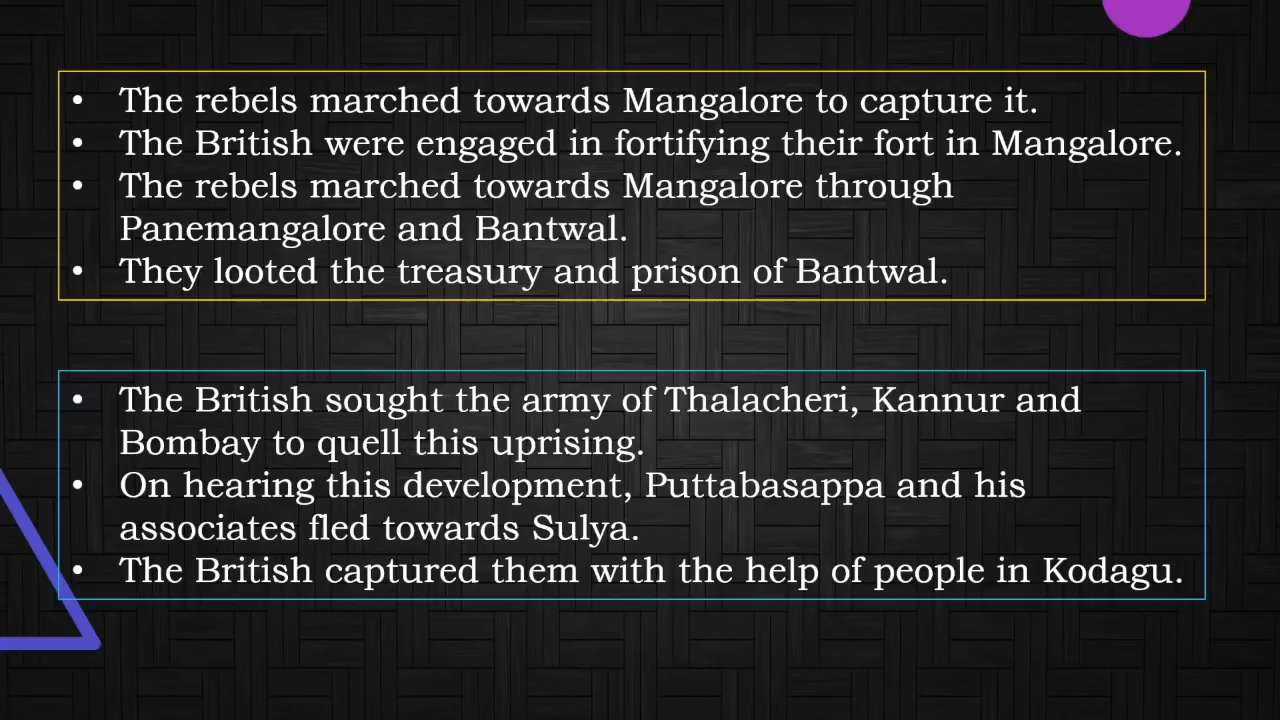 • The rebels marched towards Mangalore to capture it.
• The British were engaged in fortifying their fort in Mangalore.
• The rebels marched towards Mangalore through
Panemangalore and Bantwal.
• They looted the treasury and prison of Bantwal.
• The British sought the army of Thalacheri, Kannur and
Bombay to quell this uprising.
• On hearing this development, Puttabasappa and his
associates fled towards Sulya.
• The British captured them with the help of people in Kodagu.